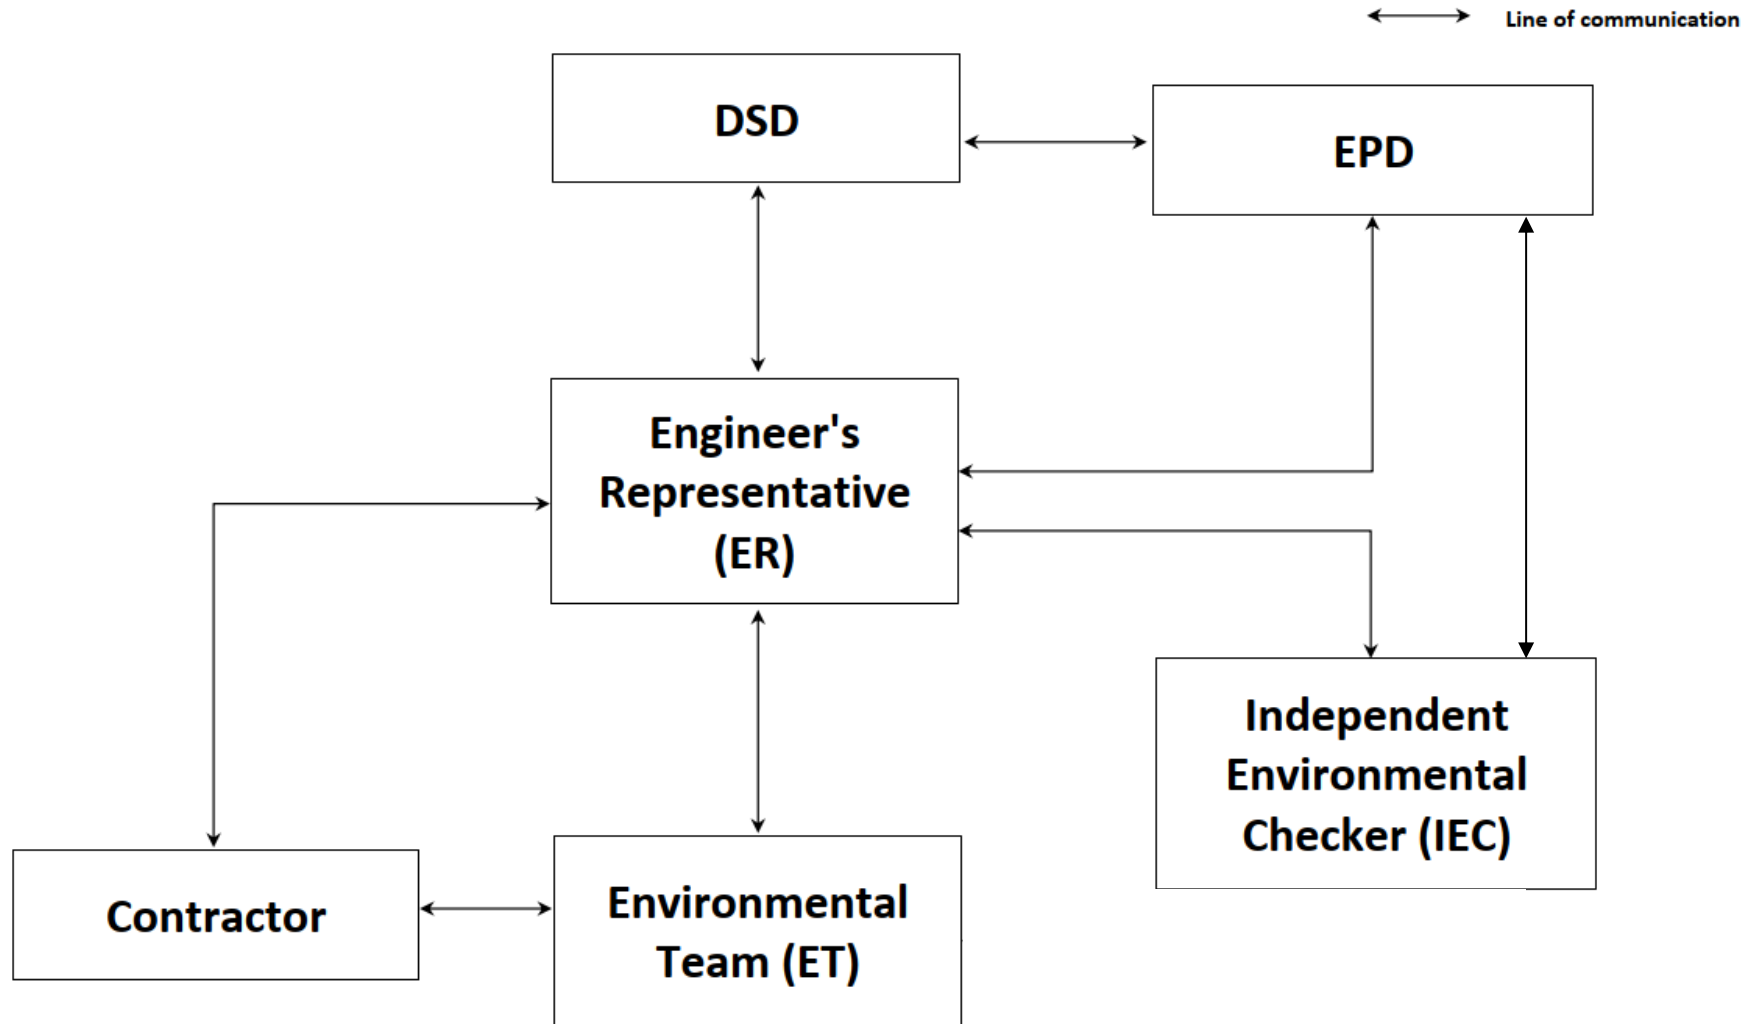 Line of communication
DSD
EPD
Engineer's
Representative
(ER)
Independent
Environmental
Checker (IEC)
Contractor
Environmental
Team (ET)